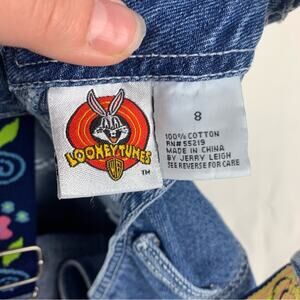 LOONEY TUNES
WB
TM
8
100% COTTON
RN#55219
MADE IN CHINA
BY JERRY LEIGH
SEE REVERSE FOR CARE